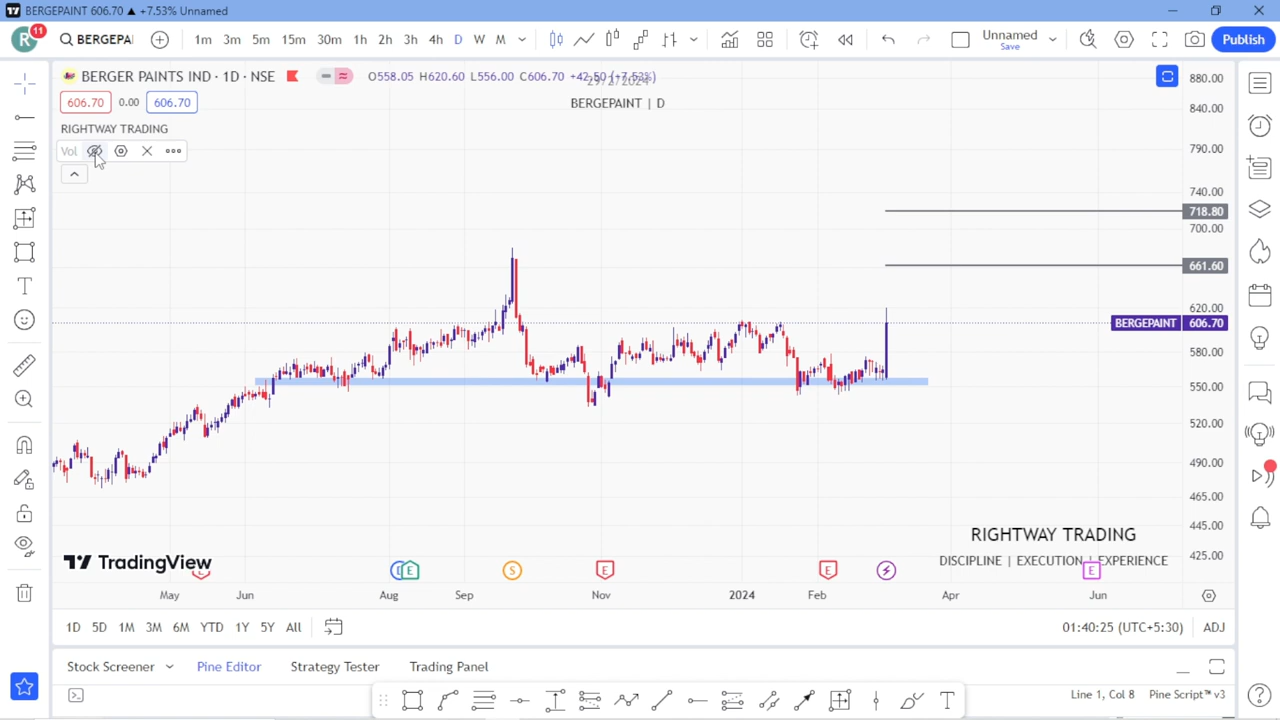 BERGEPAINT 606.70 ▲ +7.53% Unnamed
R 11 BERGEPA 1m 3m 5m 15m 30m 1h 2h 3h 4h D W M Unnamed Save Publish
BERGER PAINTS IND · 1D · NSE O558.05 H620.60 L556.00 C606.70 +42.50 (+7.53%)
29/2/2024
606.70 0.00 606.70
BERGEPAINT | D
RIGHTWAY TRADING
Vol
880.00
840.00
790.00
740.00
718.80
700.00
661.60
620.00
BERGEPAINT 606.70
580.00
550.00
520.00
490.00
465.00
445.00
425.00
RIGHTWAY TRADING
DISCIPLINE | EXECUTION | EXPERIENCE
TradingView
E E S E E E
May Jun Aug Sep Nov 2024 Feb Apr Jun
1D 5D 1M 3M 6M YTD 1Y 5Y All 01:40:25 (UTC+5:30) ADJ
Stock Screener Pine Editor Strategy Tester Trading Panel
Line 1, Col 8 Pine Script™ v3